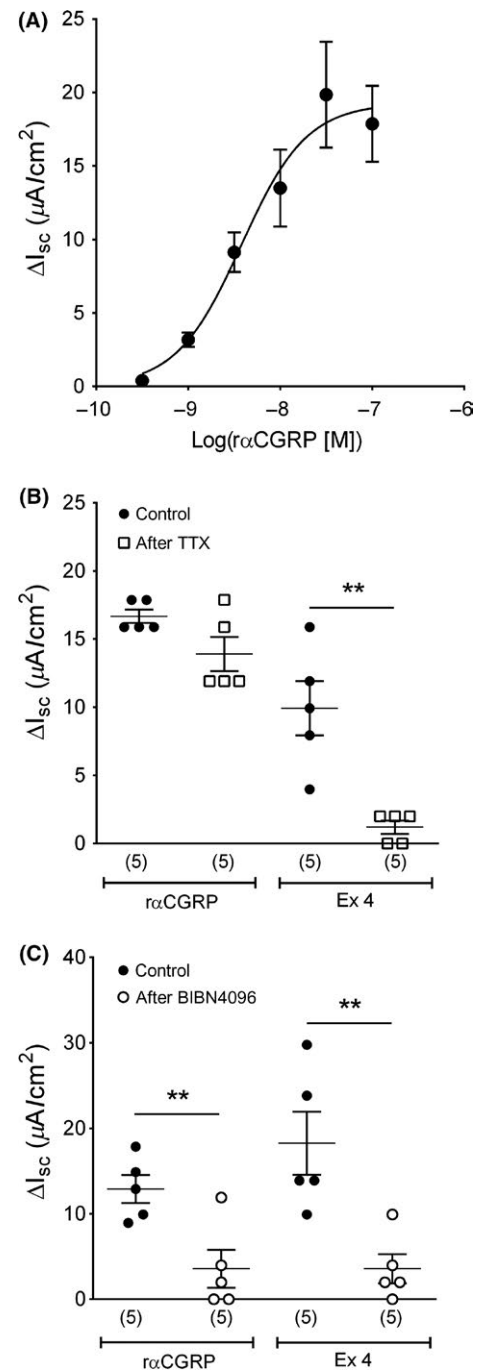 (A)
25
20
15
10
5
0
ΔIsc (μA/cm²)
–10 –9 –8 –7 –6
Log(rαCGRP [M])
(B)
25
20
15
10
5
0
ΔIsc (μA/cm²)
Control
After TTX
**
(5) (5) (5) (5)
rαCGRP Ex 4
(C)
40
30
20
10
0
ΔIsc (μA/cm²)
Control
After BIBN4096
**
**
(5) (5) (5) (5)
rαCGRP Ex 4